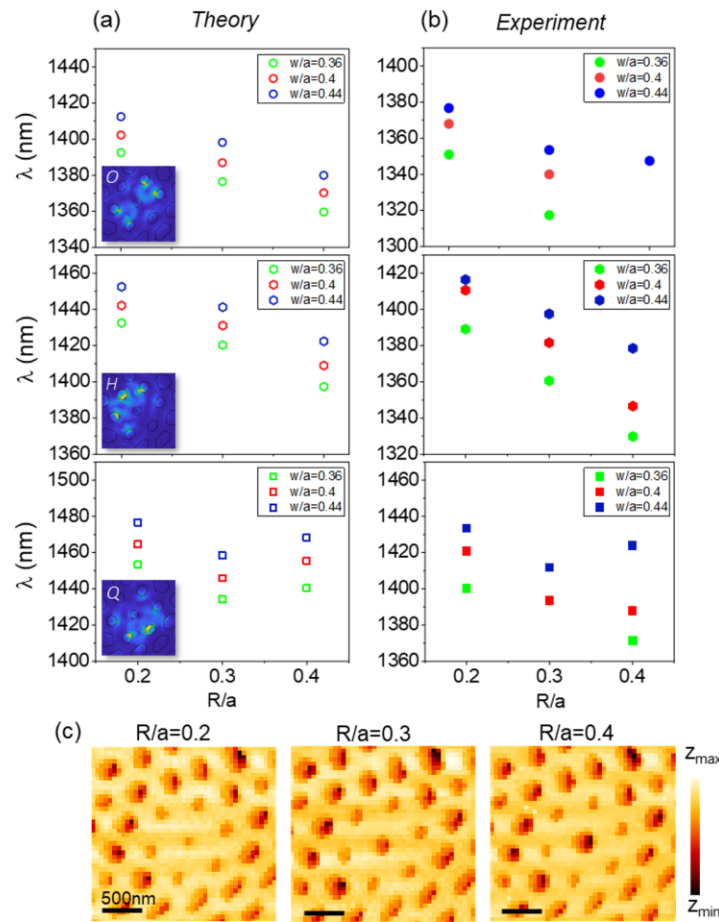 (a) Theory (b) Experiment
1450
1440
1420
1400
1380
1360
1340
λ (nm)
w/a=0.36
w/a=0.4
w/a=0.44
O
1380
1360
1340
1320
1300
λ (nm)
w/a=0.36
w/a=0.4
w/a=0.44
1460
1440
1420
1400
1380
1360
λ (nm)
w/a=0.36
w/a=0.4
w/a=0.44
H
1420
1400
1380
1360
1340
1320
λ (nm)
w/a=0.36
w/a=0.4
w/a=0.44
1500
1480
1460
1440
1420
1400
λ (nm)
w/a=0.36
w/a=0.4
w/a=0.44
Q
0.2 0.3 0.4
R/a
1460
1440
1420
1400
1380
1360
λ (nm)
w/a=0.36
w/a=0.4
w/a=0.44
0.2 0.3 0.4
R/a
(c) R/a=0.2 R/a=0.3 R/a=0.4
500nm
Zmax
Zmin